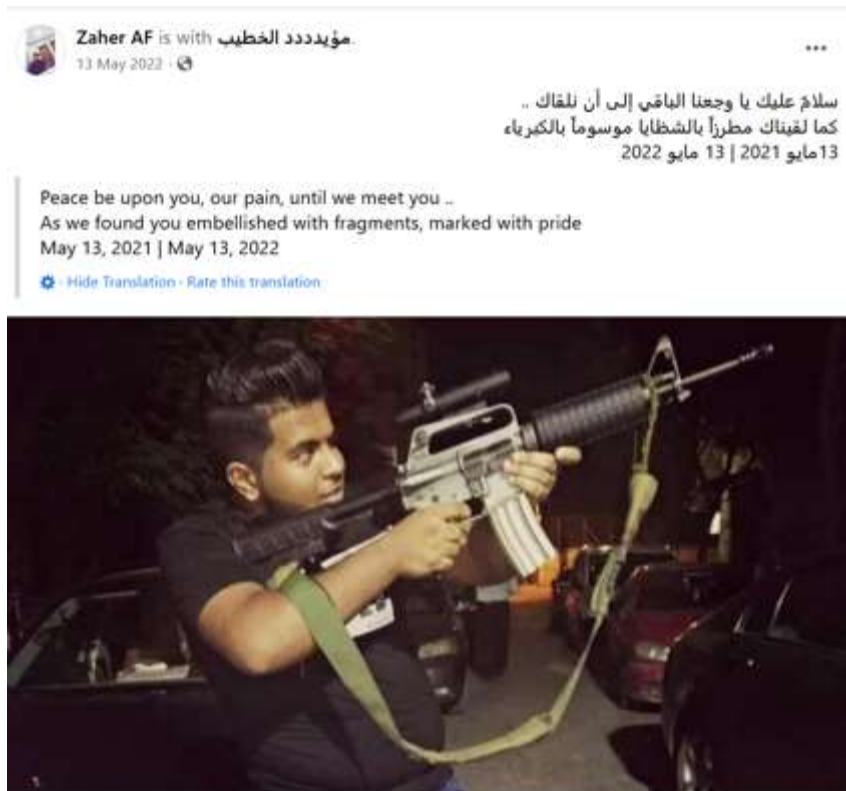 Zaher AF is with مؤيدددد الخطيب.
13 May 2022 ·
سلامٌ عليك يا وجعنا الباقي إلى أن نلقاك ..
كما لقيناك مطرزاً بالشظايا موسوماً بالكبرياء
13مايو 2021 | 13 مايو 2022
Peace be upon you, our pain, until we meet you ..
As we found you embellished with fragments, marked with pride
May 13, 2021 | May 13, 2022
· Hide Translation · Rate this translation